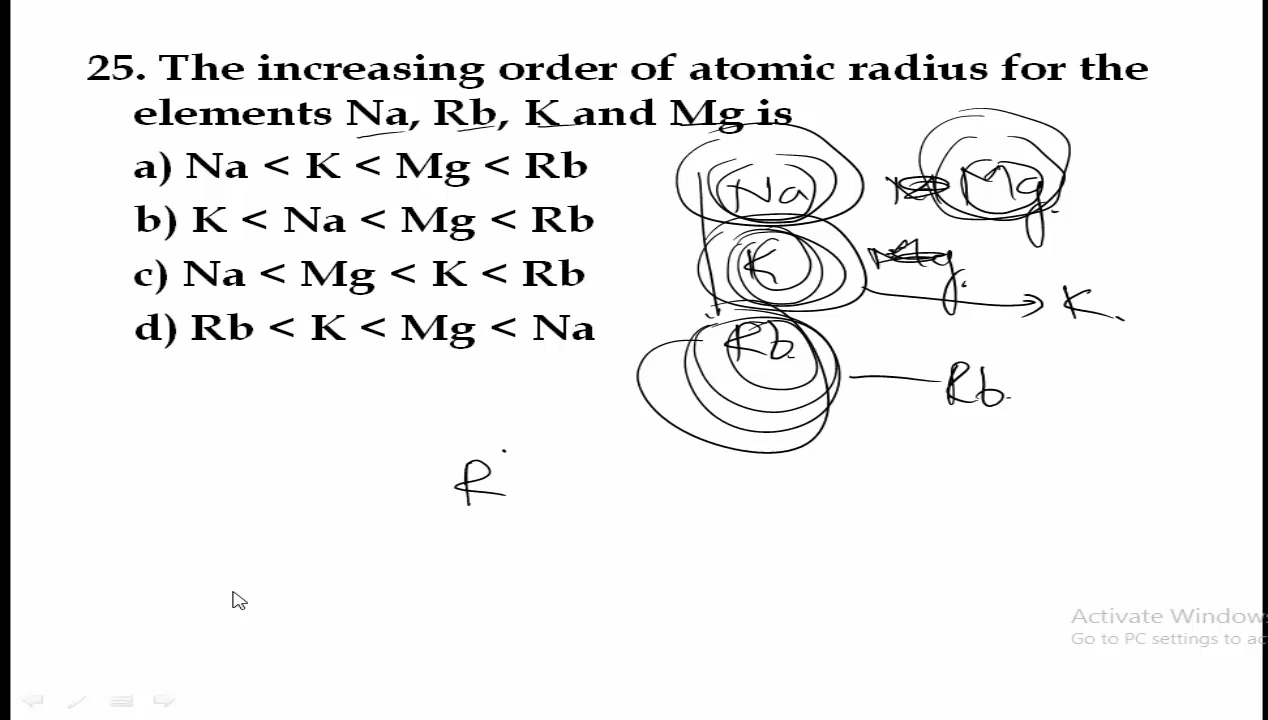 25. The increasing order of atomic radius for the
elements Na, Rb, K and Mg is
a) Na < K < Mg < Rb
b) K < Na < Mg < Rb
c) Na < Mg < K < Rb
d) Rb < K < Mg < Na
Na Mg.
K
K.
Rb
Rb.
R
Activate Windows
Go to PC settings to ac